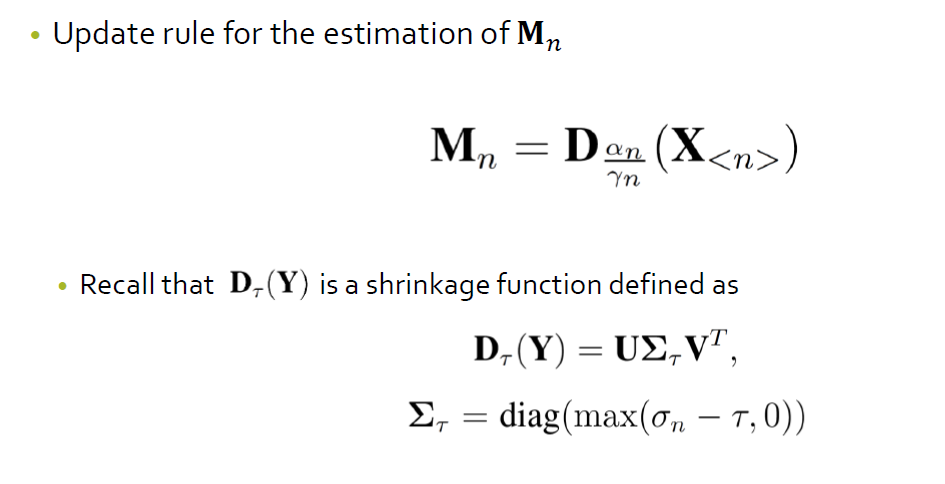 • Update rule for the estimation of 𝐌ₙ
𝐌ₙ = 𝐃_{αₙ/γₙ}(𝐗_{<n>})
• Recall that 𝐃_τ(𝐘) is a shrinkage function defined as
𝐃_τ(𝐘) = 𝐔𝚺_τ𝐕ᵀ,
𝚺_τ = diag(max(σₙ − τ, 0))